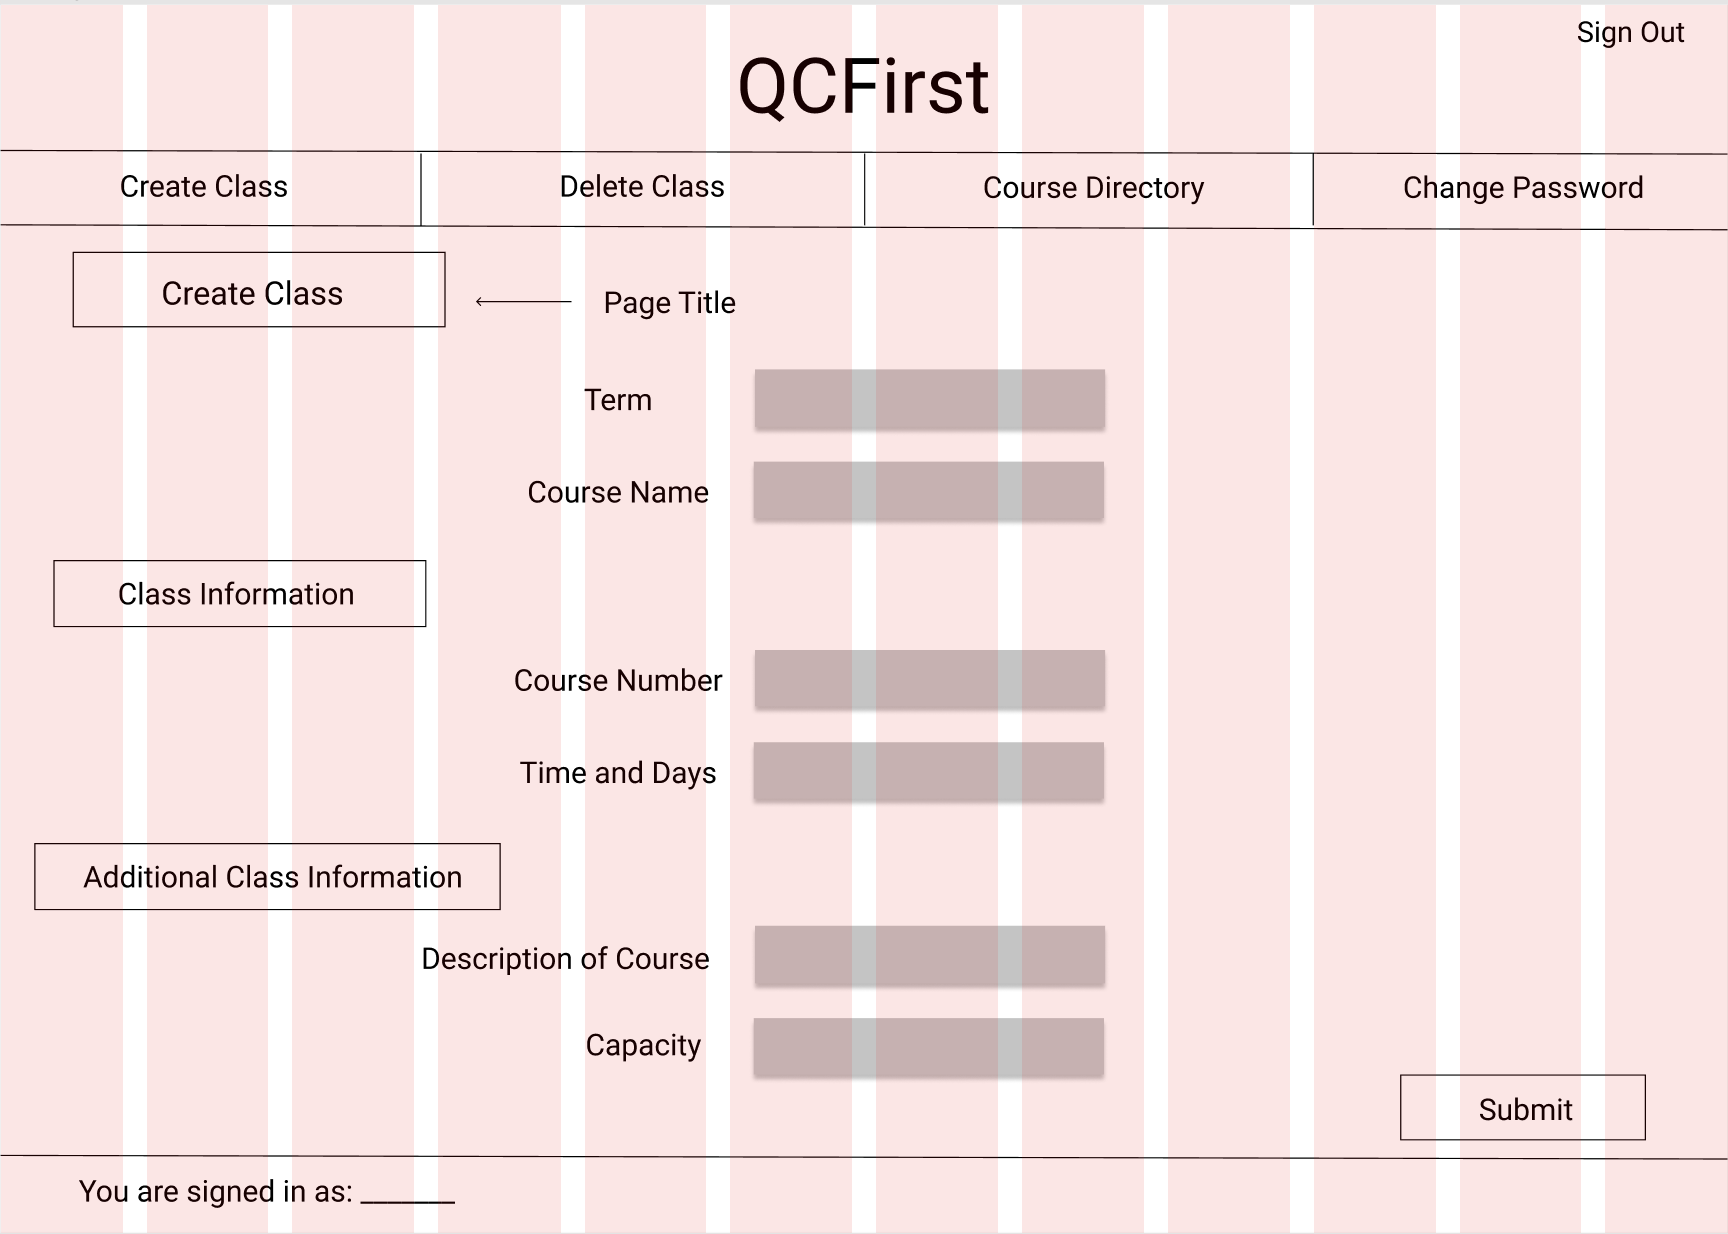 Sign Out
QCFirst
Create Class
Delete Class
Course Directory
Change Password
Create Class
Page Title
Term
Course Name
Class Information
Course Number
Time and Days
Additional Class Information
Description of Course
Capacity
Submit
You are signed in as: _______